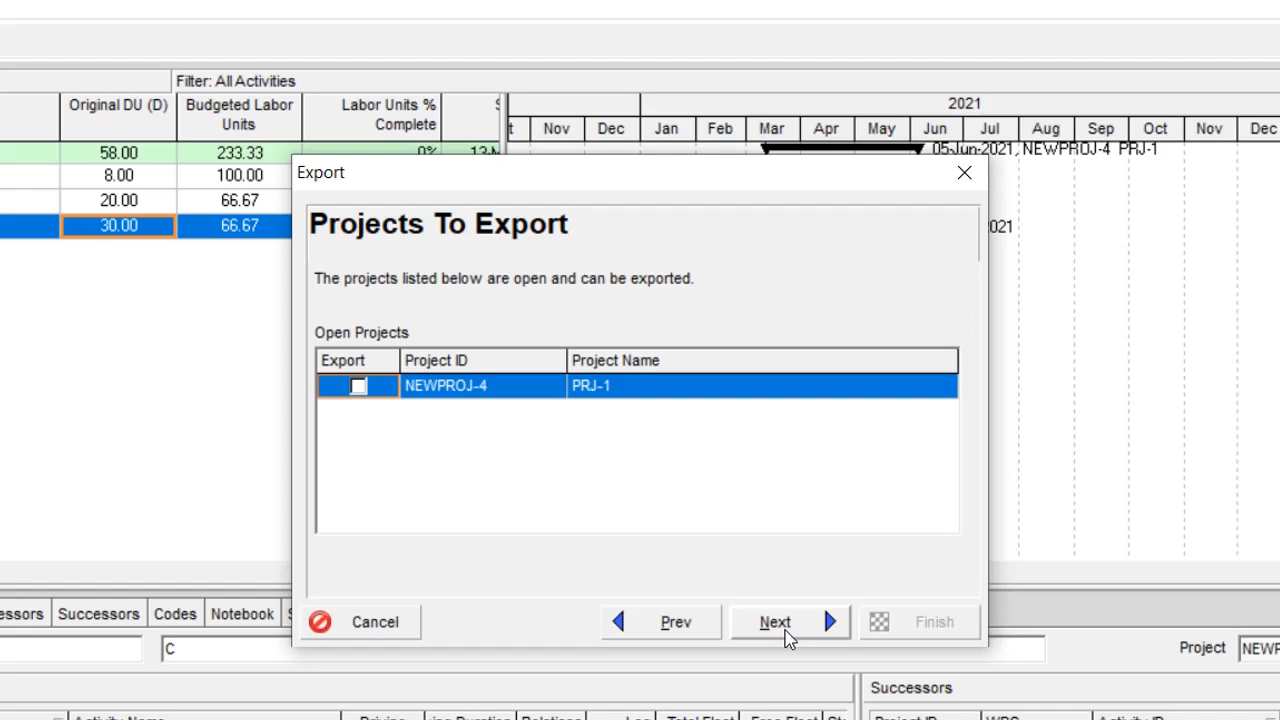 Filter: All Activities
Original DU (D) Budgeted Labor Units Labor Units % Complete
2021
Nov Dec Jan Feb Mar Apr May Jun Jul Aug Sep Oct Nov Dec
58.00 233.33 0%
05-Jun-2021, NEWPROJ-4 PRJ-1
8.00 100.00
20.00 66.67
30.00 66.67
Export
Projects To Export
The projects listed below are open and can be exported.
Open Projects
Export Project ID Project Name
NEWPROJ-4 PRJ-1
Cancel Prev Next Finish
Successors Codes Notebook
C
Project
Successors